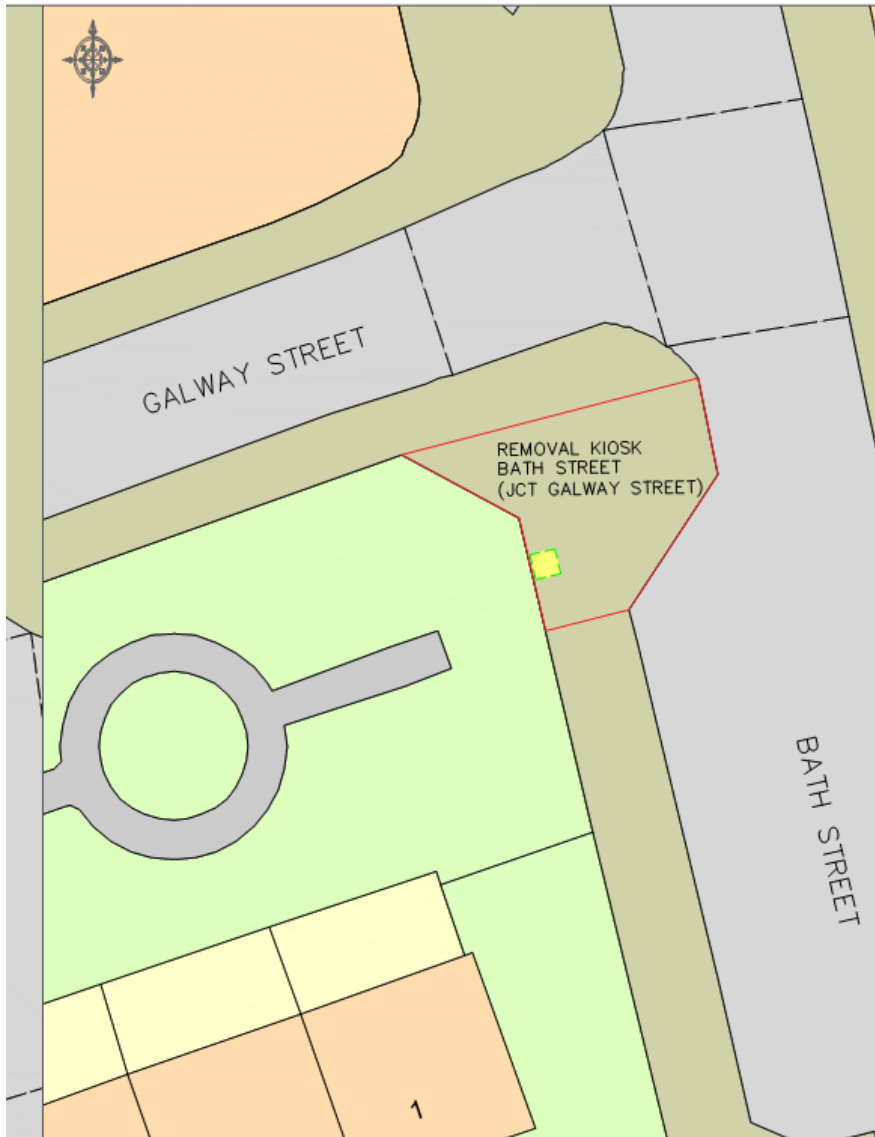 GALWAY STREET
REMOVAL KIOSK
BATH STREET
(JCT GALWAY STREET)
BATH STREET
1